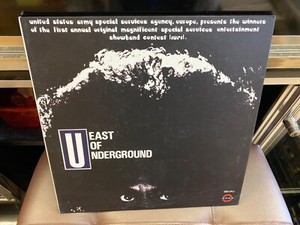 united states army special services agency, europe, presents the winners
of the first annual original magnificent special services entertainment
showband contest
EAST
OF
UNDERGROUND